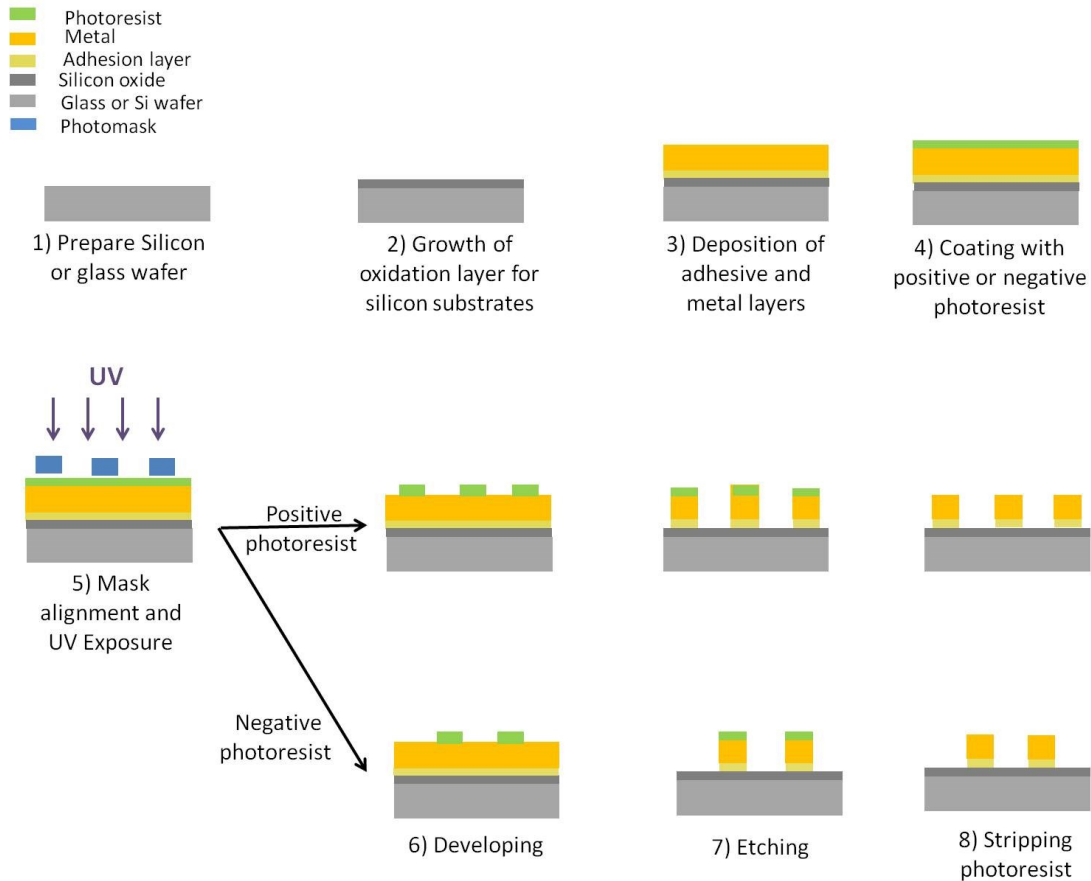 Photoresist
Metal
Adhesion layer
Silicon oxide
Glass or Si wafer
Photomask
1) Prepare Silicon
or glass wafer
2) Growth of
oxidation layer for
silicon substrates
3) Deposition of
adhesive and
metal layers
4) Coating with
positive or negative
photoresist
UV
5) Mask
alignment and
UV Exposure
Positive
photoresist
Negative
photoresist
6) Developing
7) Etching
8) Stripping
photoresist